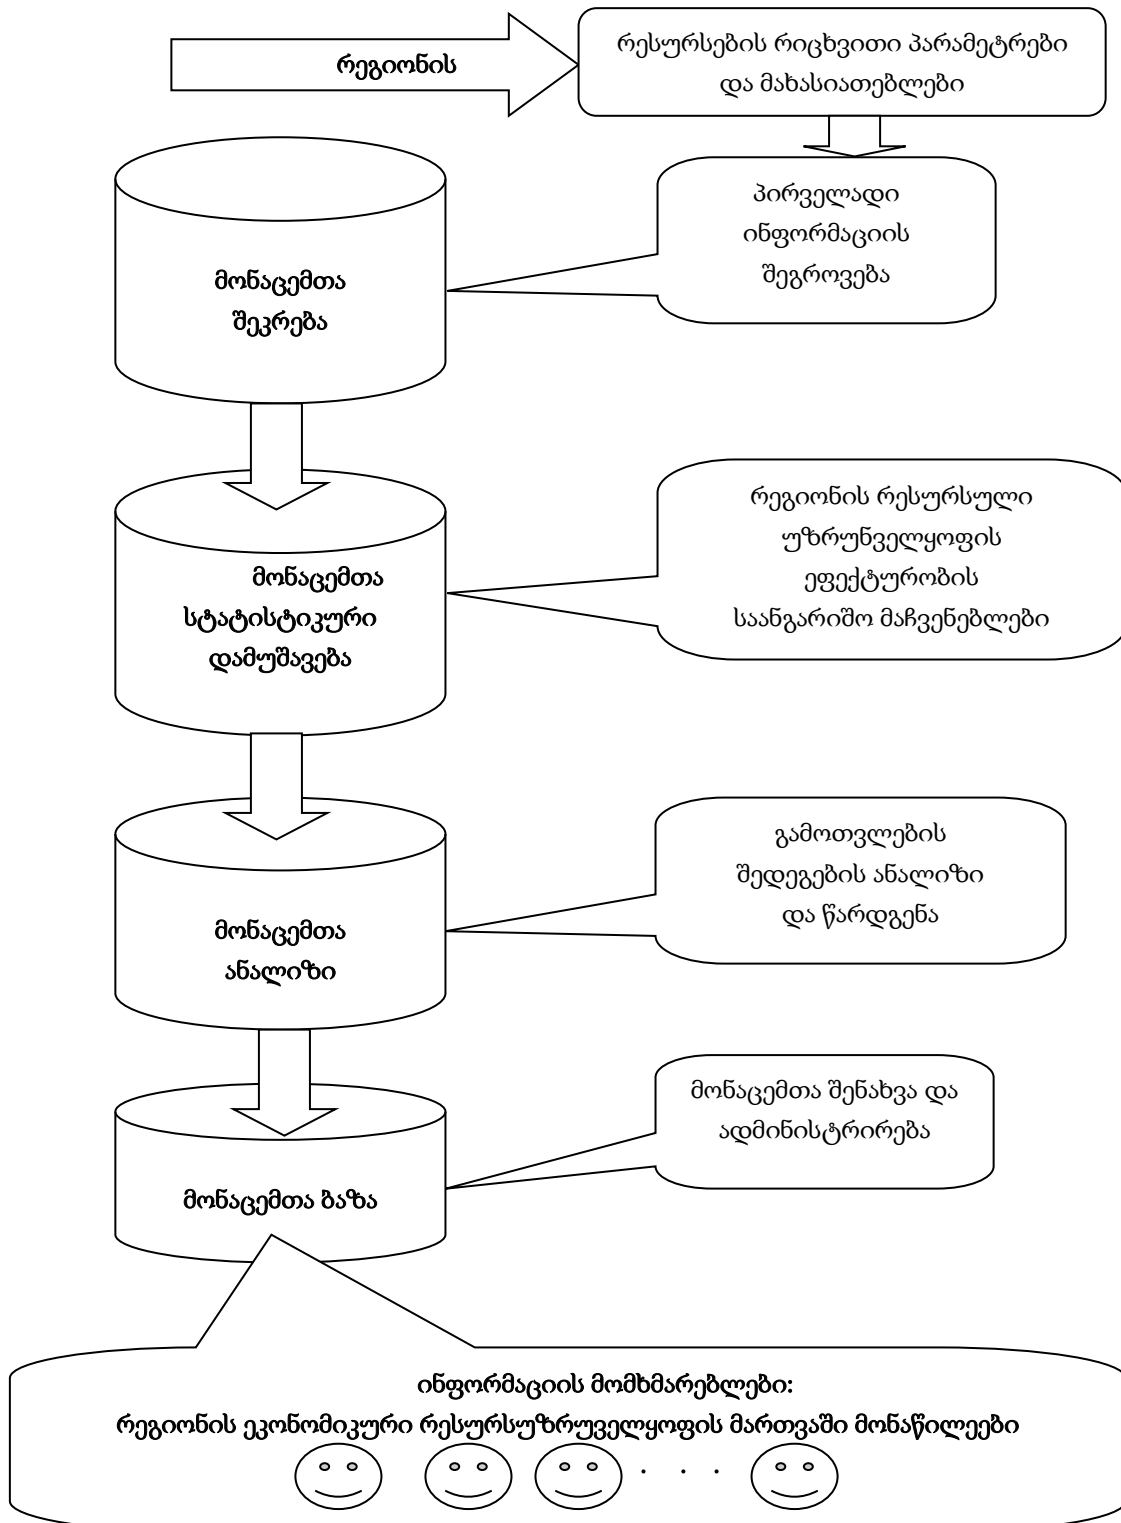 რეგიონის
რესურსების რიცხვითი პარამეტრები
და მახასიათებლები
პირველადი
ინფორმაციის
შეგროვება
მონაცემთა
შეკრება
რეგიონის რესურსული
უზრუნველყოფის
ეფექტურობის
საანგარიშო მაჩვენებლები
მონაცემთა
სტატისტიკური
დამუშავება
გამოთვლების
შედეგების ანალიზი
და წარდგენა
მონაცემთა
ანალიზი
მონაცემთა შენახვა და
ადმინისტრირება
მონაცემთა ბაზა
ინფორმაციის მომხმარებლები:
რეგიონის ეკონომიკური რესურსუზრუველყოფის მართვაში მონაწილეები
. . .